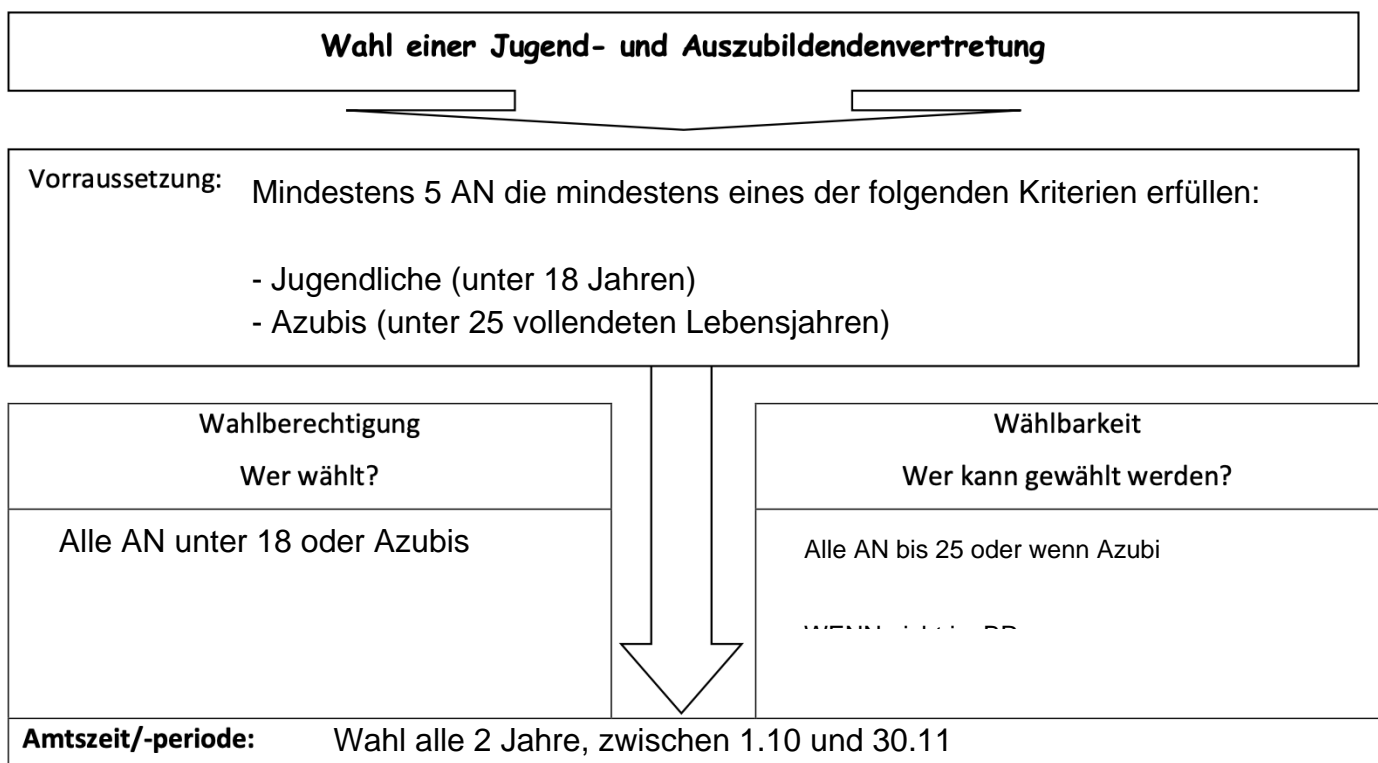 Wahl einer Jugend- und Auszubildendenvertretung
Vorraussetzung:
Mindestens 5 AN die mindestens eines der folgenden Kriterien erfüllen:
- Jugendliche (unter 18 Jahren)
- Azubis (unter 25 vollendeten Lebensjahren)
Wahlberechtigung
Wer wählt?
Alle AN unter 18 oder Azubis
Wählbarkeit
Wer kann gewählt werden?
Alle AN bis 25 oder wenn Azubi
Amtszeit/-periode:
Wahl alle 2 Jahre, zwischen 1.10 und 30.11